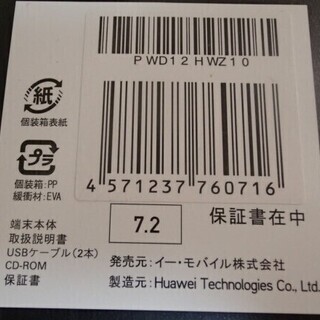 PWD12HWZ10
紙
個装箱表紙
プラ
個装箱:PP
緩衝材:EVA
4 571237 760716
7.2
保証書在中
端末本体
取扱説明書
USBケーブル(2本)
CD-ROM
保証書
発売元:イー・モバイル株式会社
製造元:Huawei Technologies Co., Ltd.